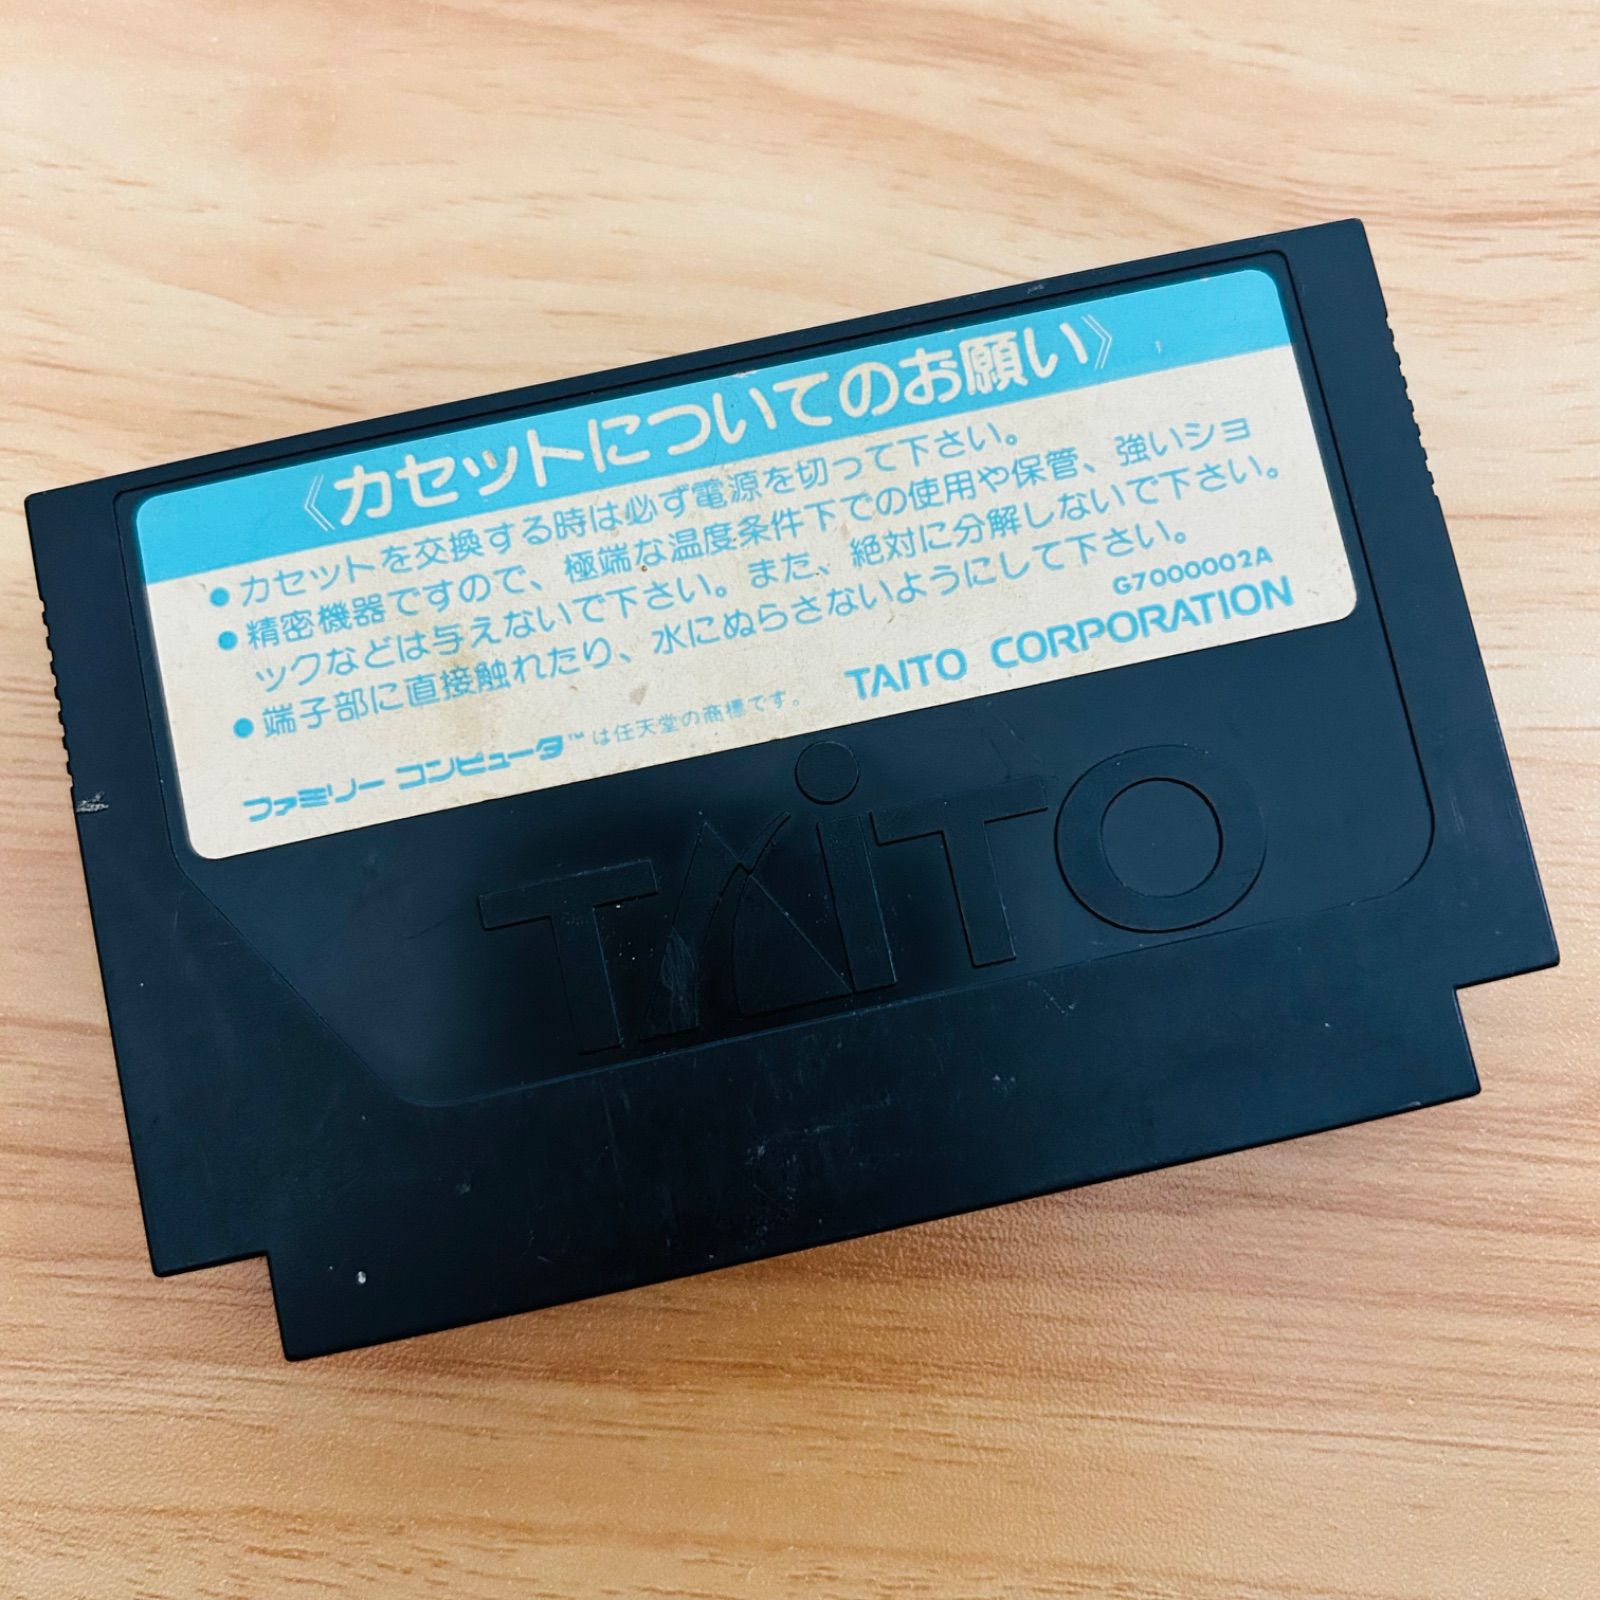 《カセットについてのお願い》
●カセットを交換する時は必ず電源を切って下さい。
●精密機器ですので、極端な温度条件下での使用や保管、強いショ
ックなどは与えないで下さい。また、絶対に分解しないで下さい。
●端子部に直接触れたり、水にぬらさないようにして下さい。
G7000002A
ファミリーコンピュータ™は任天堂の商標です。
TAITO CORPORATION
TAITO